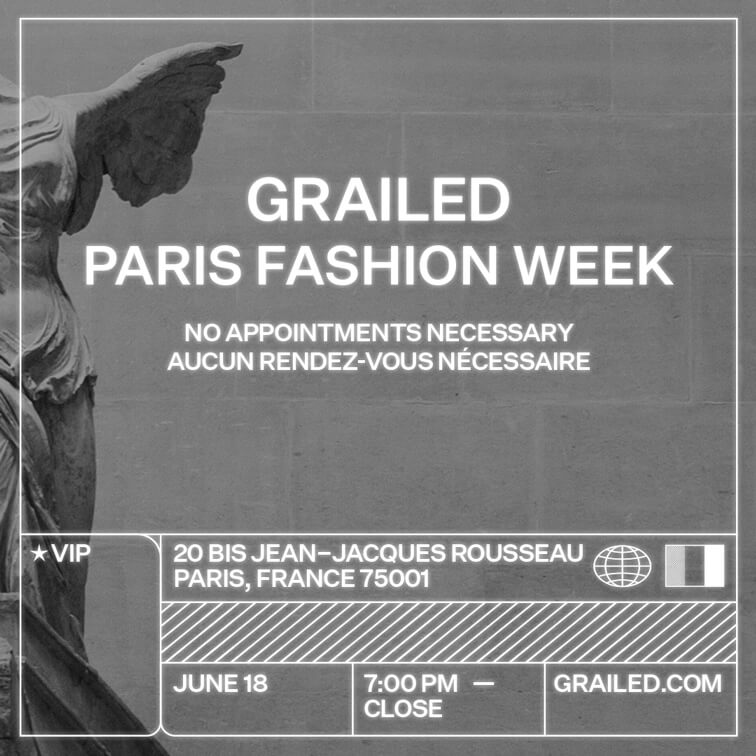 GRAILED
PARIS FASHION WEEK
NO APPOINTMENTS NECESSARY
AUCUN RENDEZ-VOUS NÉCESSAIRE
★VIP
20 BIS JEAN–JACQUES ROUSSEAU
PARIS, FRANCE 75001
JUNE 18
7:00 PM —
CLOSE
GRAILED.COM